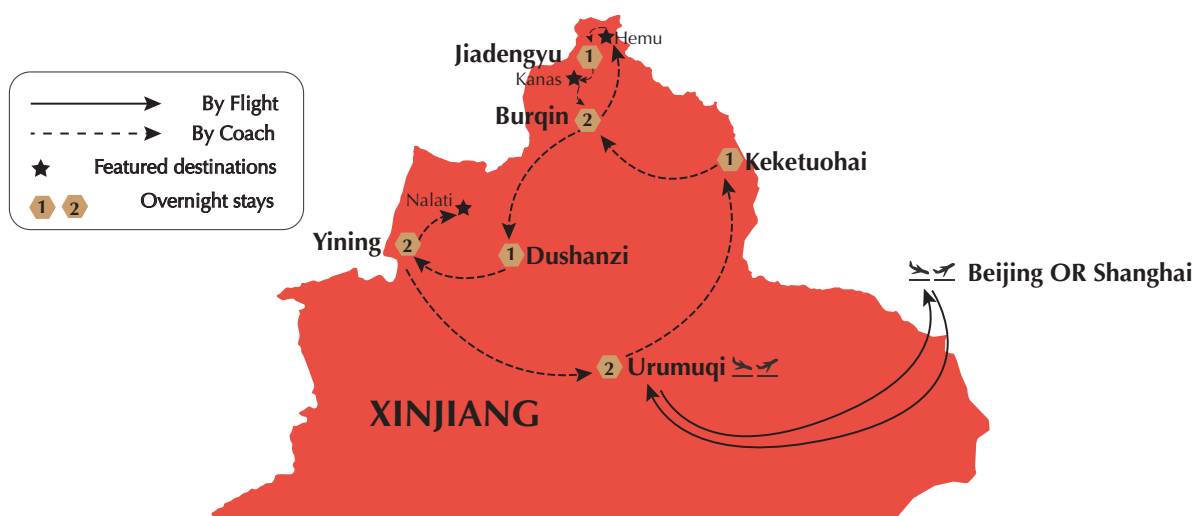 By Flight
By Coach
Featured destinations
1 2 Overnight stays
Hemu
Jiadengyu 1
Kanas
Burqin 2
1 Keketuohai
Nalati
Yining 2
1 Dushanzi
Beijing OR Shanghai
2 Urumuqi
XINJIANG